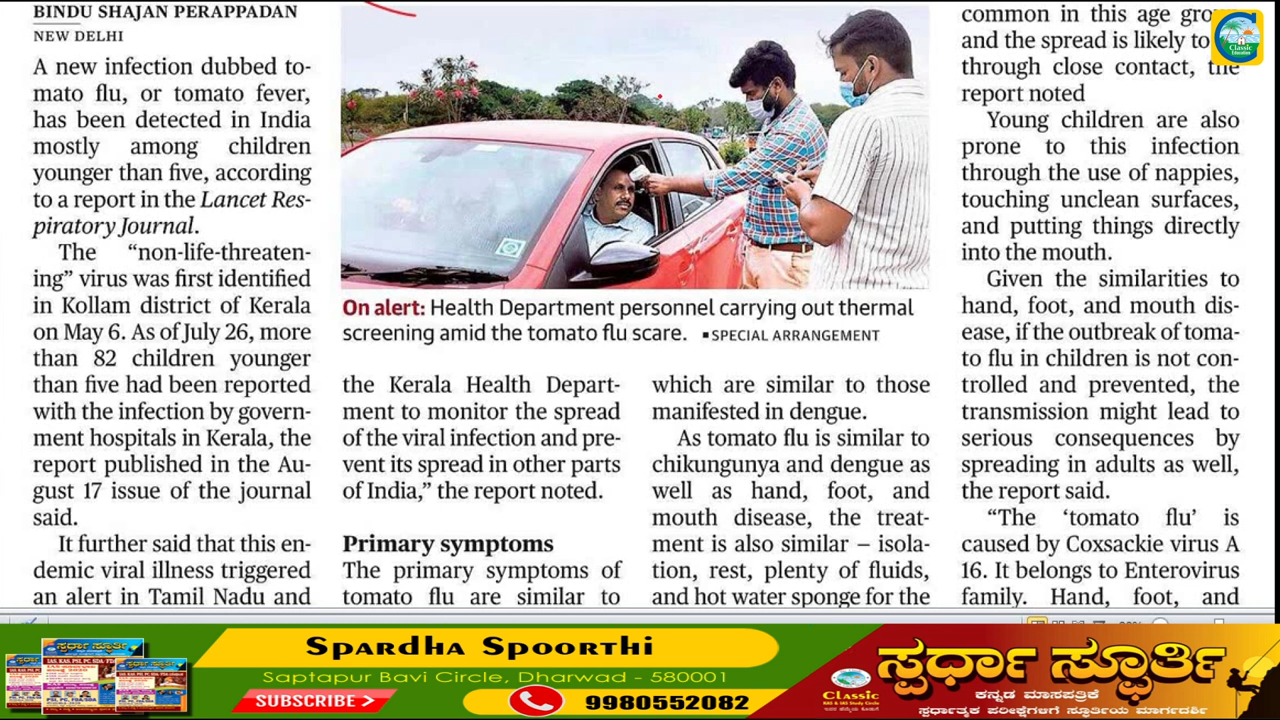 BINDU SHAJAN PERAPPADAN
NEW DELHI
A new infection dubbed to-
mato flu, or tomato fever,
has been detected in India
mostly among children
younger than five, according
to a report in the Lancet Res-
piratory Journal.
The “non-life-threaten-
ing” virus was first identified
in Kollam district of Kerala
on May 6. As of July 26, more
than 82 children younger
than five had been reported
with the infection by govern-
ment hospitals in Kerala, the
report published in the Au-
gust 17 issue of the journal
said.
It further said that this en-
demic viral illness triggered
an alert in Tamil Nadu and
On alert: Health Department personnel carrying out thermal
screening amid the tomato flu scare. ▪SPECIAL ARRANGEMENT
the Kerala Health Depart-
ment to monitor the spread
of the viral infection and pre-
vent its spread in other parts
of India,” the report noted.
Primary symptoms
The primary symptoms of
tomato flu are similar to
which are similar to those
manifested in dengue.
As tomato flu is similar to
chikungunya and dengue as
well as hand, foot, and
mouth disease, the treat-
ment is also similar – isola-
tion, rest, plenty of fluids,
and hot water sponge for the
common in this age group
and the spread is likely to
through close contact, the
report noted
Young children are also
prone to this infection
through the use of nappies,
touching unclean surfaces,
and putting things directly
into the mouth.
Given the similarities to
hand, foot, and mouth dis-
ease, if the outbreak of toma-
to flu in children is not con-
trolled and prevented, the
transmission might lead to
serious consequences by
spreading in adults as well,
the report said.
“The ‘tomato flu’ is
caused by Coxsackie virus A
16. It belongs to Enterovirus
family. Hand, foot, and
Classic
Education
Spardha Spoorthi
Saptapur Bavi Circle, Dharwad - 580001
SUBSCRIBE
9980552082
ಸ್ಪರ್ಧಾ ಸ್ಫೂರ್ತಿ
ಕನ್ನಡ ಮಾಸಪತ್ರಿಕೆ
ಸ್ಪರ್ಧಾತ್ಮಕ ಪರೀಕ್ಷೆಗಳಿಗೆ ಸ್ಫೂರ್ತಿಯ ಮಾರ್ಗದರ್ಶಿ
Classic
KAS & IAS Study Circle